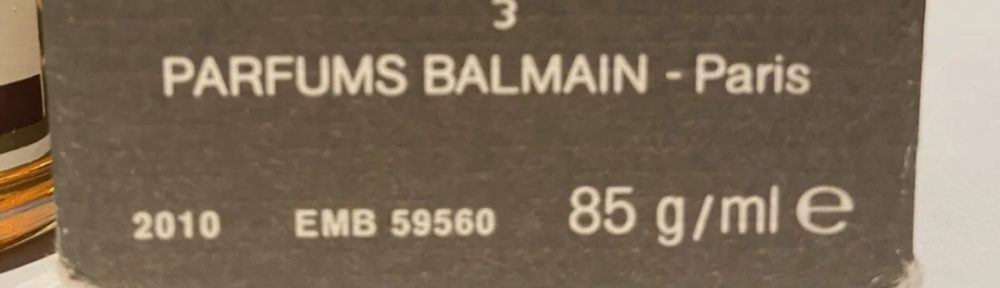 3
PARFUMS BALMAIN - Paris
2010 EMB 59560 85 g/ml ℮